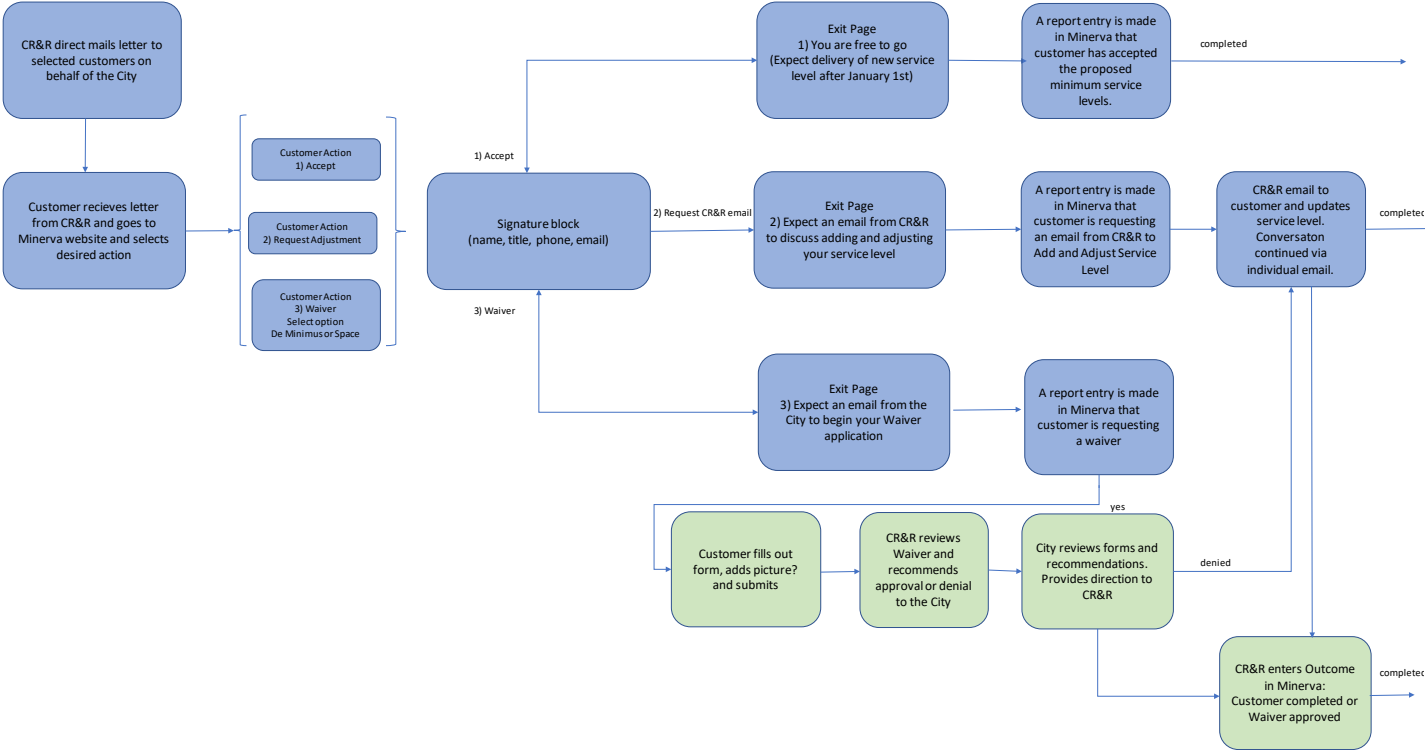 CR&R direct mails letter to
selected customers on
behalf of the City
Customer recieves letter
from CR&R and goes to
Minerva website and selects
desired action
Customer Action
1) Accept
Customer Action
2) Request Adjustment
Customer Action
3) Waiver
Select option
De Minimus or Space
Signature block
(name, title, phone, email)
1) Accept
Exit Page
1) You are free to go
(Expect delivery of new service
level after January 1st)
A report entry is made
in Minerva that
customer has accepted
the proposed
minimum service
levels.
completed
2) Request CR&R email
Exit Page
2) Expect an email from CR&R
to discuss adding and adjusting
your service level
A report entry is made
in Minerva that
customer is requesting
an email from CR&R to
Add and Adjust Service
Level
CR&R email to
customer and updates
service level.
Conversaton
continued via
individual email.
completed
3) Waiver
Exit Page
3) Expect an email from the
City to begin your Waiver
application
A report entry is made
in Minerva that
customer is requesting
a waiver
yes
Customer fills out
form, adds picture?
and submits
CR&R reviews
Waiver and
recommends
approval or denial
to the City
City reviews forms and
recommendations.
Provides direction to
CR&R
denied
CR&R enters Outcome
in Minerva:
Customer completed or
Waiver approved
completed